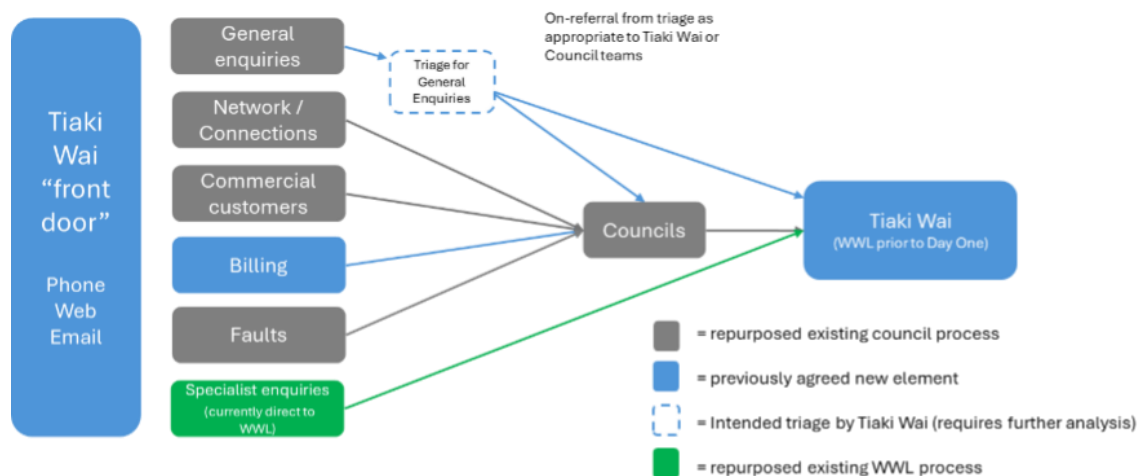 Tiaki
Wai
“front
door”
Phone
Web
Email
General
enquiries
Network /
Connections
Commercial
customers
Billing
Faults
Specialist enquiries
(currently direct to
WWL)
Triage for
General
Enquiries
On-referral from triage as
appropriate to Tiaki Wai or
Council teams
Councils
Tiaki Wai
(WWL prior to Day One)
= repurposed existing council process
= previously agreed new element
= Intended triage by Tiaki Wai (requires further analysis)
= repurposed existing WWL process